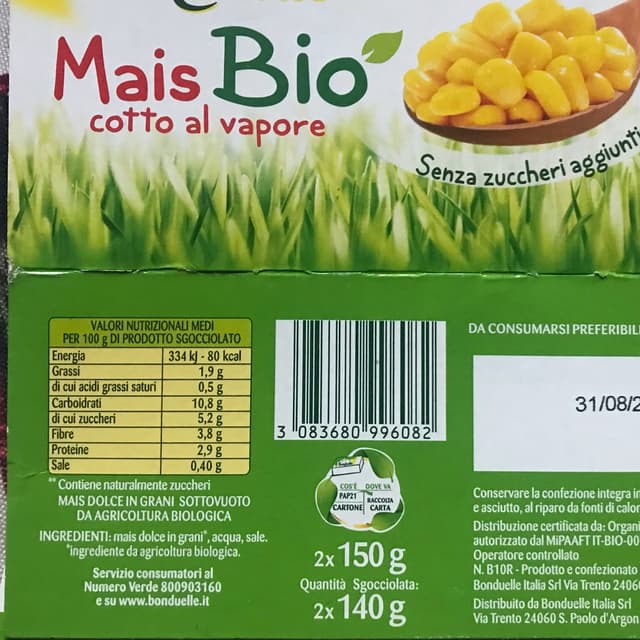 Mais Bio
cotto al vapore
Senza zuccheri aggiunti
VALORI NUTRIZIONALI MEDI
PER 100 g DI PRODOTTO SGOCCIOLATO
Energia 334 kJ - 80 kcal
Grassi 1,9 g
di cui acidi grassi saturi 0,5 g
Carboidrati 10,8 g
di cui zuccheri 5,2 g
Fibre 3,8 g
Proteine 2,9 g
Sale 0,40 g
** Contiene naturalmente zuccheri
MAIS DOLCE IN GRANI SOTTOVUOTO
DA AGRICOLTURA BIOLOGICA
INGREDIENTI: mais dolce in grani*, acqua, sale.
*ingrediente da agricoltura biologica.
Servizio consumatori al
Numero Verde 800903160
e su www.bonduelle.it
3 083680 996082
COS'È DOVE VA
PAP21 RACCOLTA
CARTONE CARTA
2x 150 g
Quantità Sgocciolata:
2x 140 g
DA CONSUMARSI PREFERIBIL
31/08/2
Conservare la confezione integra in
e asciutto, al riparo da fonti di calor
Distribuzione certificata da: Organi
autorizzato dal MiPAAFT IT-BIO-00
Operatore controllato
N. B10R - Prodotto e confezionato
Bonduelle Italia Srl Via Trento 2406
Distribuito da Bonduelle Italia Srl
Via Trento 24060 S. Paolo d'Argon